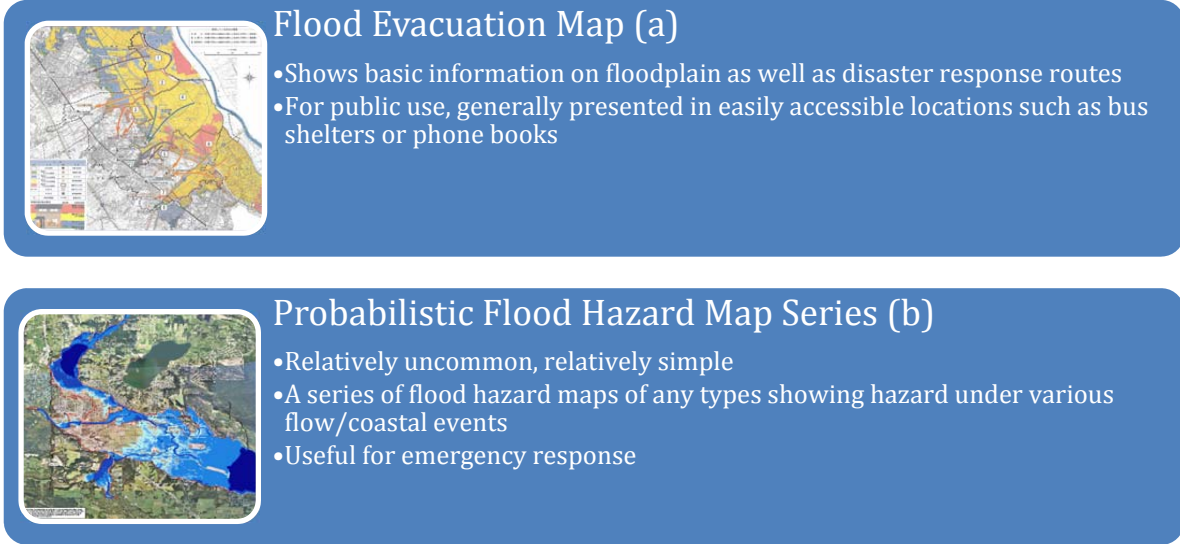 Flood Evacuation Map (a)
•Shows basic information on floodplain as well as disaster response routes
•For public use, generally presented in easily accessible locations such as bus
shelters or phone books
Probabilistic Flood Hazard Map Series (b)
•Relatively uncommon, relatively simple
•A series of flood hazard maps of any types showing hazard under various
flow/coastal events
•Useful for emergency response